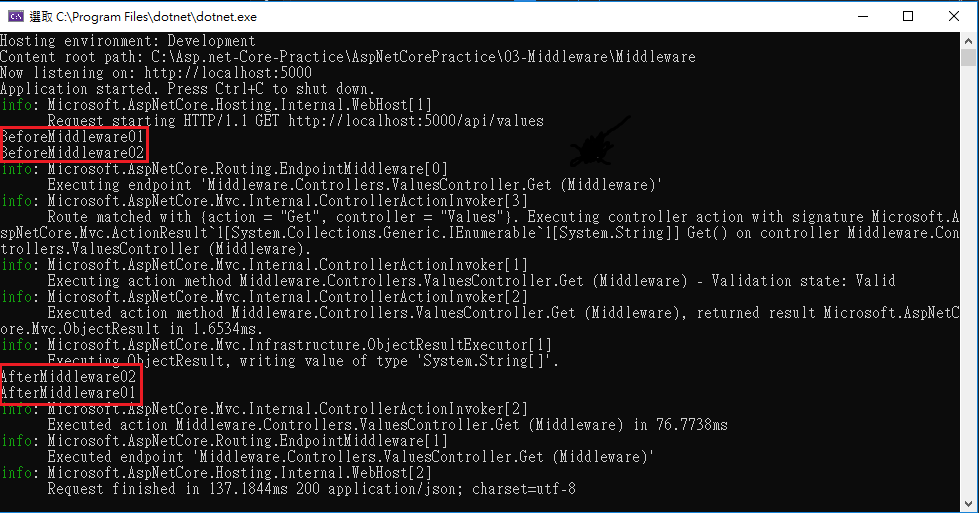 選取 C:\Program Files\dotnet\dotnet.exe
Hosting environment: Development
Content root path: C:\Asp.net-Core-Practice\AspNetCorePractice\03-Middleware\Middleware
Now listening on: http://localhost:5000
Application started. Press Ctrl+C to shut down.
info: Microsoft.AspNetCore.Hosting.Internal.WebHost[1]
Request starting HTTP/1.1 GET http://localhost:5000/api/values
BeforeMiddleware01
BeforeMiddleware02
info: Microsoft.AspNetCore.Routing.EndpointMiddleware[0]
Executing endpoint 'Middleware.Controllers.ValuesController.Get (Middleware)'
info: Microsoft.AspNetCore.Mvc.Internal.ControllerActionInvoker[3]
Route matched with {action = "Get", controller = "Values"}. Executing controller action with signature Microsoft.A
spNetCore.Mvc.ActionResult`1[System.Collections.Generic.IEnumerable`1[System.String]] Get() on controller Middleware.Con
trollers.ValuesController (Middleware).
info: Microsoft.AspNetCore.Mvc.Internal.ControllerActionInvoker[1]
Executing action method Middleware.Controllers.ValuesController.Get (Middleware) - Validation state: Valid
info: Microsoft.AspNetCore.Mvc.Internal.ControllerActionInvoker[2]
Executed action method Middleware.Controllers.ValuesController.Get (Middleware), returned result Microsoft.AspNetC
ore.Mvc.ObjectResult in 1.6534ms.
info: Microsoft.AspNetCore.Mvc.Infrastructure.ObjectResultExecutor[1]
Executing ObjectResult, writing value of type 'System.String[]'.
AfterMiddleware02
AfterMiddleware01
info: Microsoft.AspNetCore.Mvc.Internal.ControllerActionInvoker[2]
Executed action Middleware.Controllers.ValuesController.Get (Middleware) in 76.7738ms
info: Microsoft.AspNetCore.Routing.EndpointMiddleware[1]
Executed endpoint 'Middleware.Controllers.ValuesController.Get (Middleware)'
info: Microsoft.AspNetCore.Hosting.Internal.WebHost[2]
Request finished in 137.1844ms 200 application/json; charset=utf-8